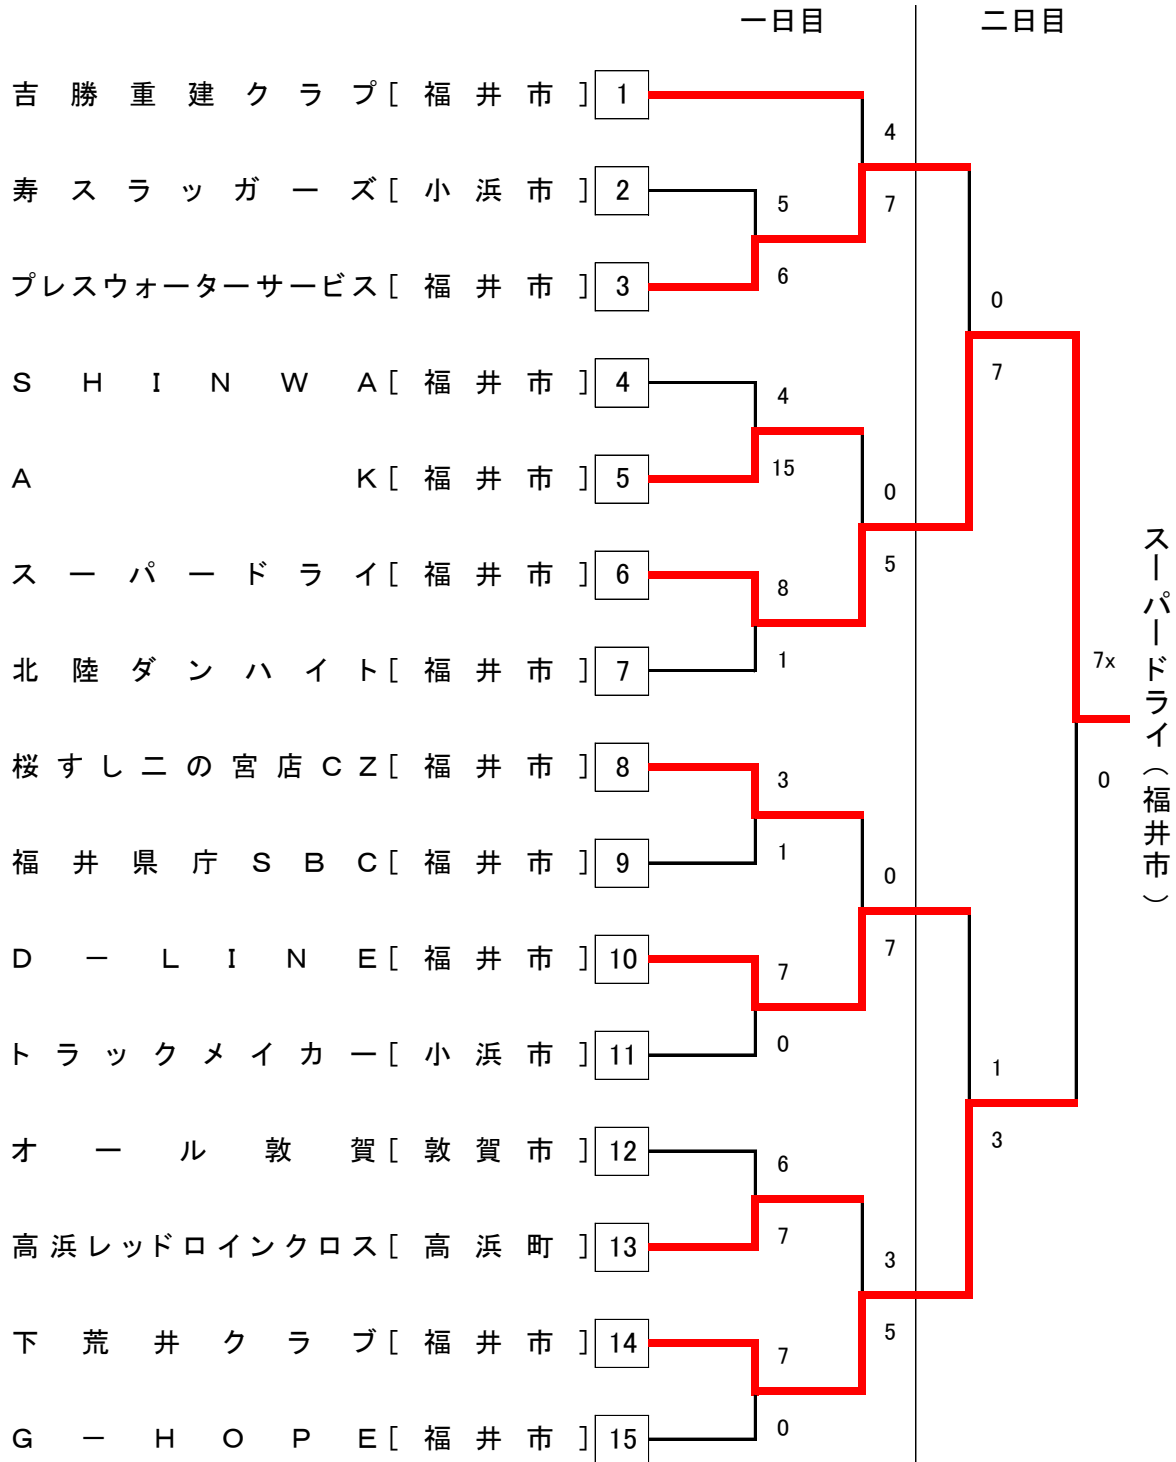 一日目 二日目
吉勝重建クラブ[福井市] 1
4
寿スラッガーズ[小浜市] 2
5 7
プレスウォーターサービス[福井市] 3
6
0
SHINWA[福井市] 4
4 7
AK[福井市] 5
15 0
スーパードライ[福井市] 6
8 5
北陸ダンハイト[福井市] 7
1 7x
スーパードライ(福井市)
桜すし二の宮店CZ[福井市] 8
3 0
福井県庁SBC[福井市] 9
1 0
D-LINE[福井市] 10
7 7
トラックメイカー[小浜市] 11
0 1
オール敦賀[敦賀市] 12
6 3
高浜レッドロインクロス[高浜町] 13
7 3
下荒井クラブ[福井市] 14
7 5
G-HOPE[福井市] 15
0